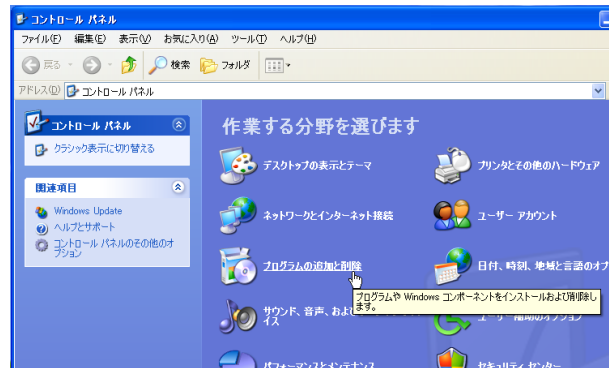 コントロール パネル
ファイル(F) 編集(E) 表示(V) お気に入り(A) ツール(T) ヘルプ(H)
戻る 検索 フォルダ
アドレス(D) コントロール パネル
コントロール パネル
クラシック表示に切り替える
関連項目
Windows Update
ヘルプとサポート
コントロール パネルのその他のオ
プション
作業する分野を選びます
デスクトップの表示とテーマ
プリンタとその他のハードウェア
ネットワークとインターネット接続
ユーザー アカウント
プログラムの追加と削除
日付、時刻、地域と言語のオプ
プログラムや Windows コンポーネントをインストールおよび削除し
ます。
サウンド、音声、およ
イス
ユーザー補助のオプション
パフォーマンスとメンテナンス
セキュリティ センター